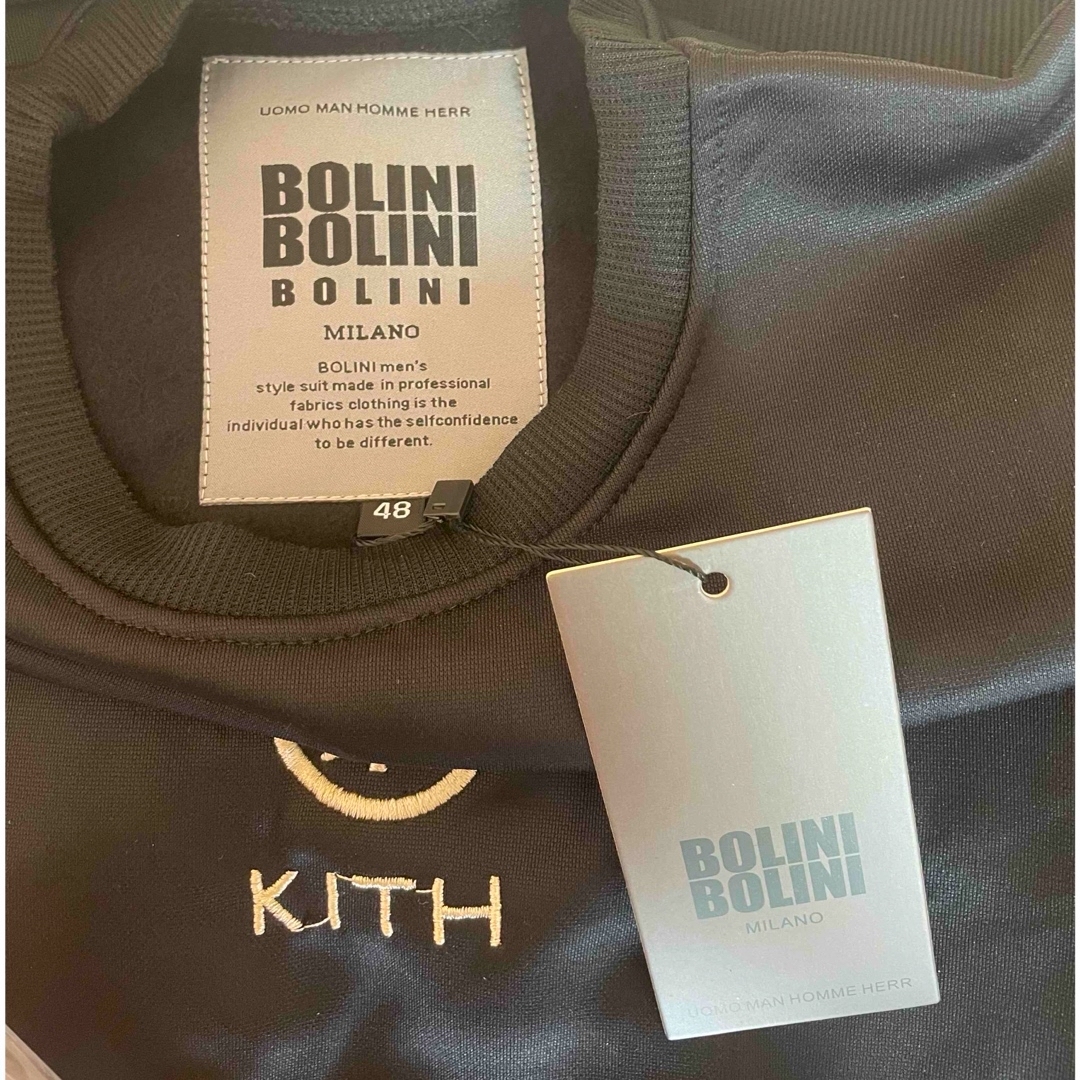 UOMO MAN HOMME HERR
BOLINI
BOLINI
BOLINI
MILANO
BOLINI men's
style suit made in professional
fabrics clothing is the
individual who has the selfconfidence
to be different.
48
KITH
BOLINI
BOLINI
MILANO
UOMO MAN HOMME HERR